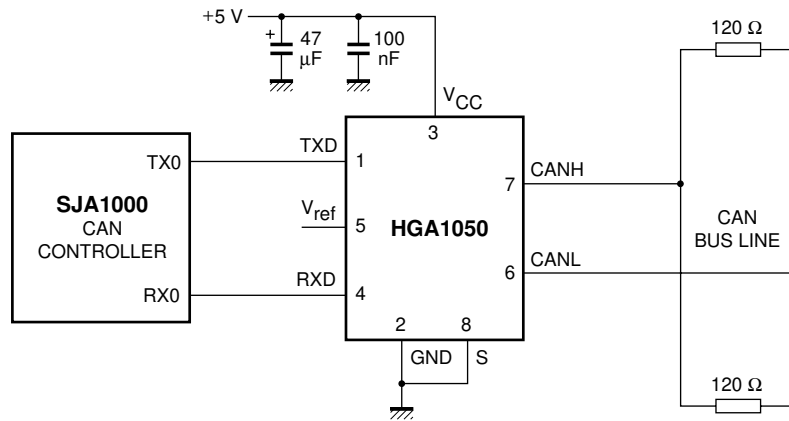 +5 V
+
47
μF
100
nF
120 Ω
VCC
3
TX0
TXD
1
7
CANH
SJA1000
CAN
CONTROLLER
Vref
5
HGA1050
CAN
BUS LINE
6
CANL
RX0
RXD
4
2
8
GND
S
120 Ω